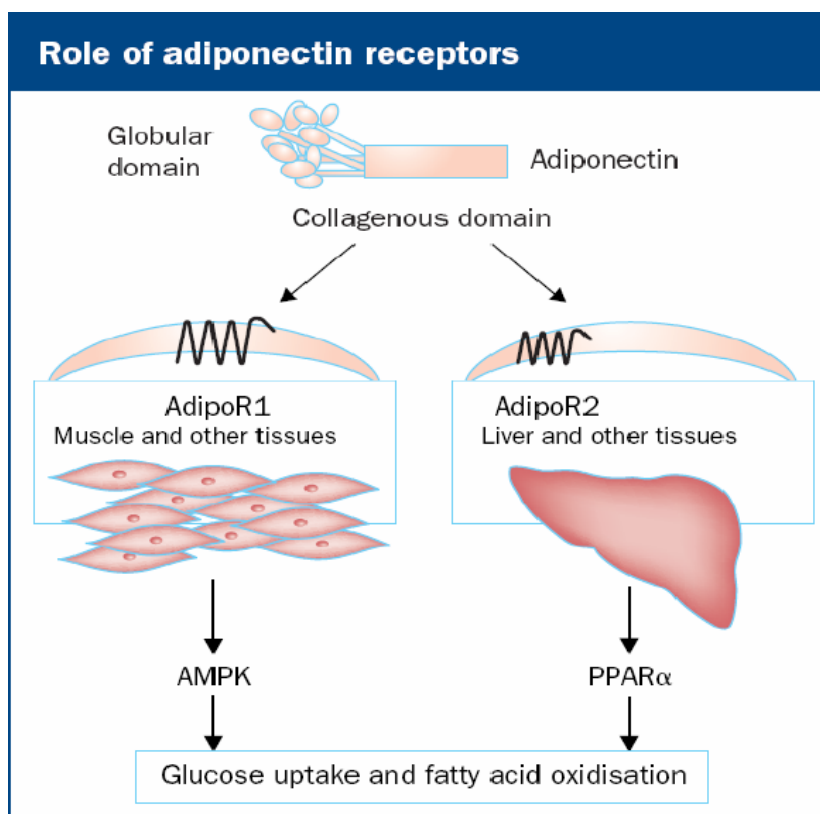 Role of adiponectin receptors
Globular
domain
Adiponectin
Collagenous domain
AdipoR1
Muscle and other tissues
AdipoR2
Liver and other tissues
AMPK
PPARα
Glucose uptake and fatty acid oxidisation